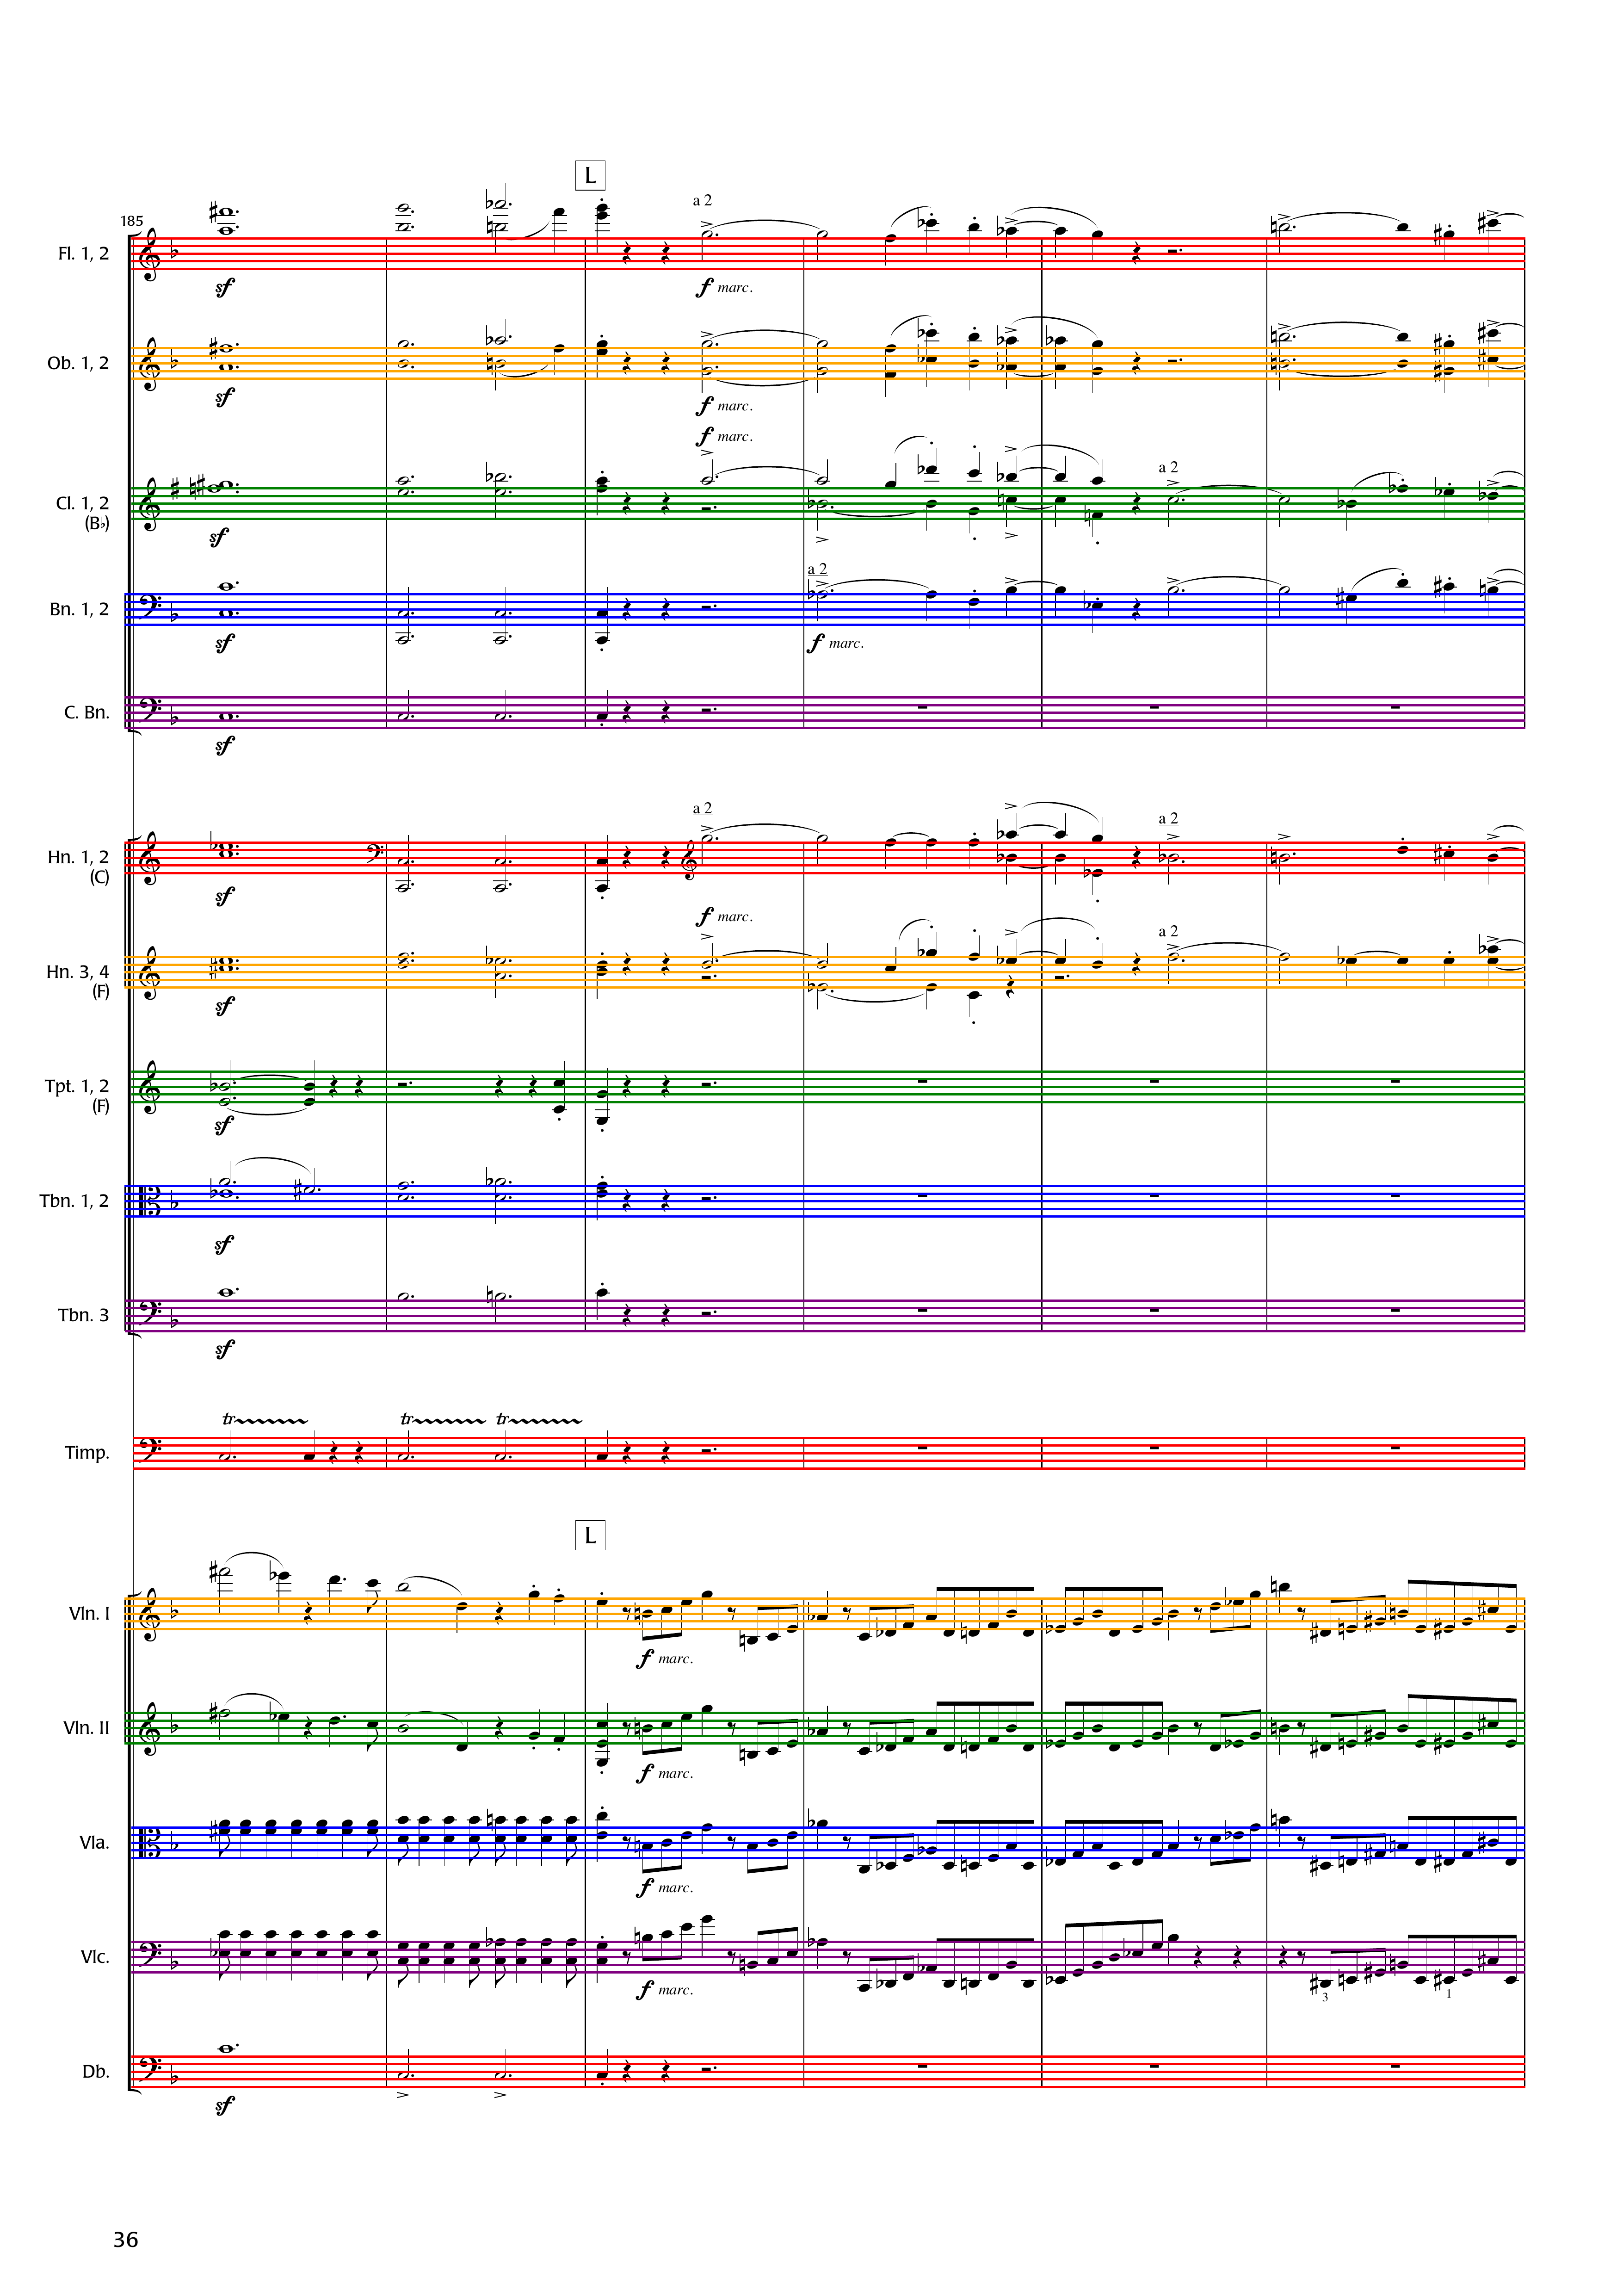 L
185
a 2
Fl. 1, 2
sf
f marc.
Ob. 1, 2
sf
f marc.
f marc.
a 2
Cl. 1, 2
(B♭)
sf
a 2
Bn. 1, 2
sf
f marc.
C. Bn.
sf
a 2
a 2
Hn. 1, 2
(C)
sf
f marc.
a 2
Hn. 3, 4
(F)
sf
Tpt. 1, 2
(F)
sf
Tbn. 1, 2
sf
Tbn. 3
sf
tr tr tr
Timp.
L
Vln. I
f marc.
Vln. II
f marc.
Vla.
f marc.
Vlc.
f marc.
3 1
Db.
sf
36